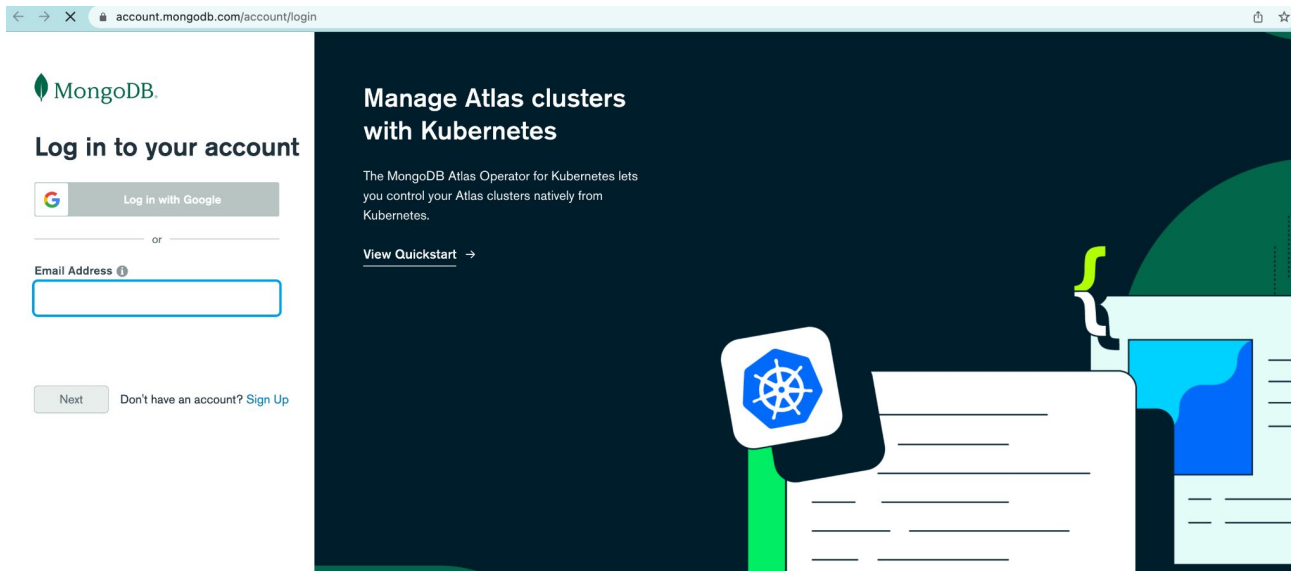 account.mongodb.com/account/login
MongoDB.
Log in to your account
Log in with Google
or
Email Address
Next
Don't have an account? Sign Up
Manage Atlas clusters
with Kubernetes
The MongoDB Atlas Operator for Kubernetes lets
you control your Atlas clusters natively from
Kubernetes.
View Quickstart →